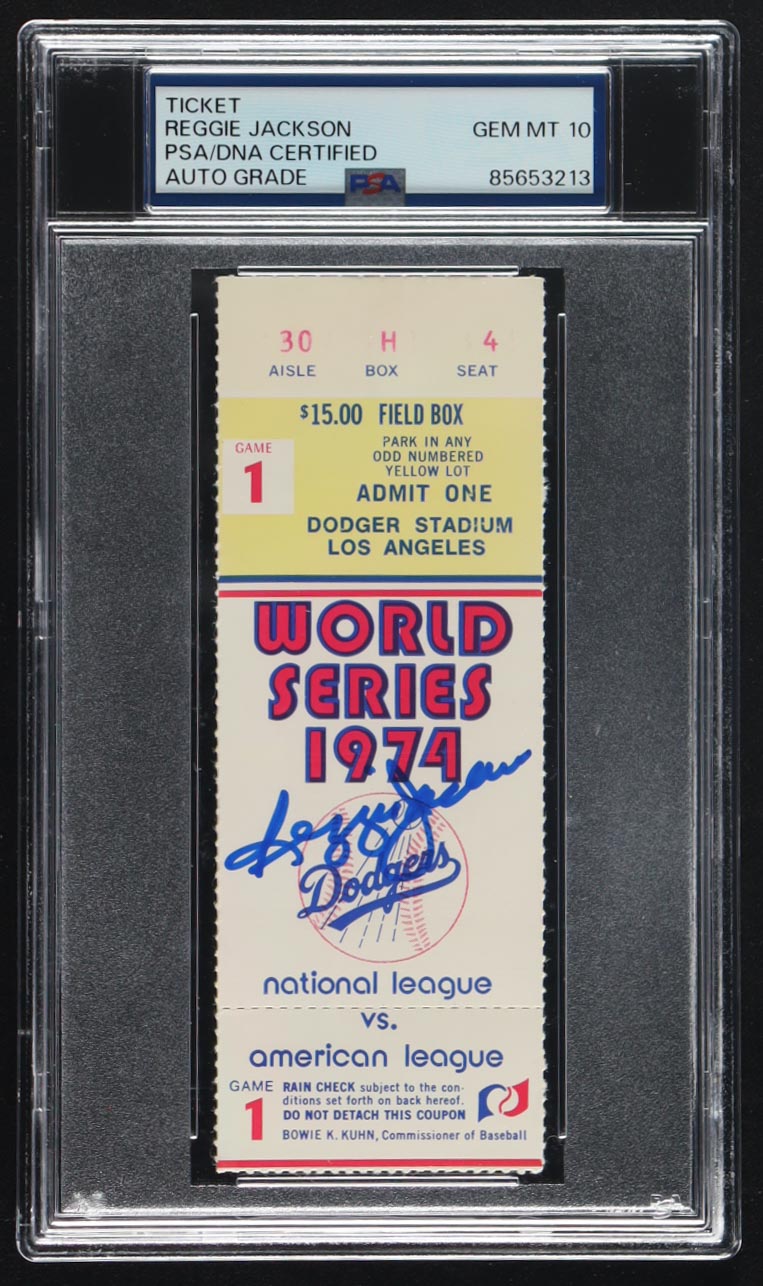 TICKET
REGGIE JACKSON GEM MT 10
PSA/DNA CERTIFIED
AUTO GRADE PSA 85653213
30 H 4
AISLE BOX SEAT
$15.00 FIELD BOX
PARK IN ANY
ODD NUMBERED
YELLOW LOT
GAME
1
ADMIT ONE
DODGER STADIUM
LOS ANGELES
WORLD
SERIES
1974
Reggie Jackson
Dodgers
national league
vs.
american league
GAME
1
RAIN CHECK subject to the con-
ditions set forth on back hereof.
DO NOT DETACH THIS COUPON
BOWIE K. KUHN, Commissioner of Baseball